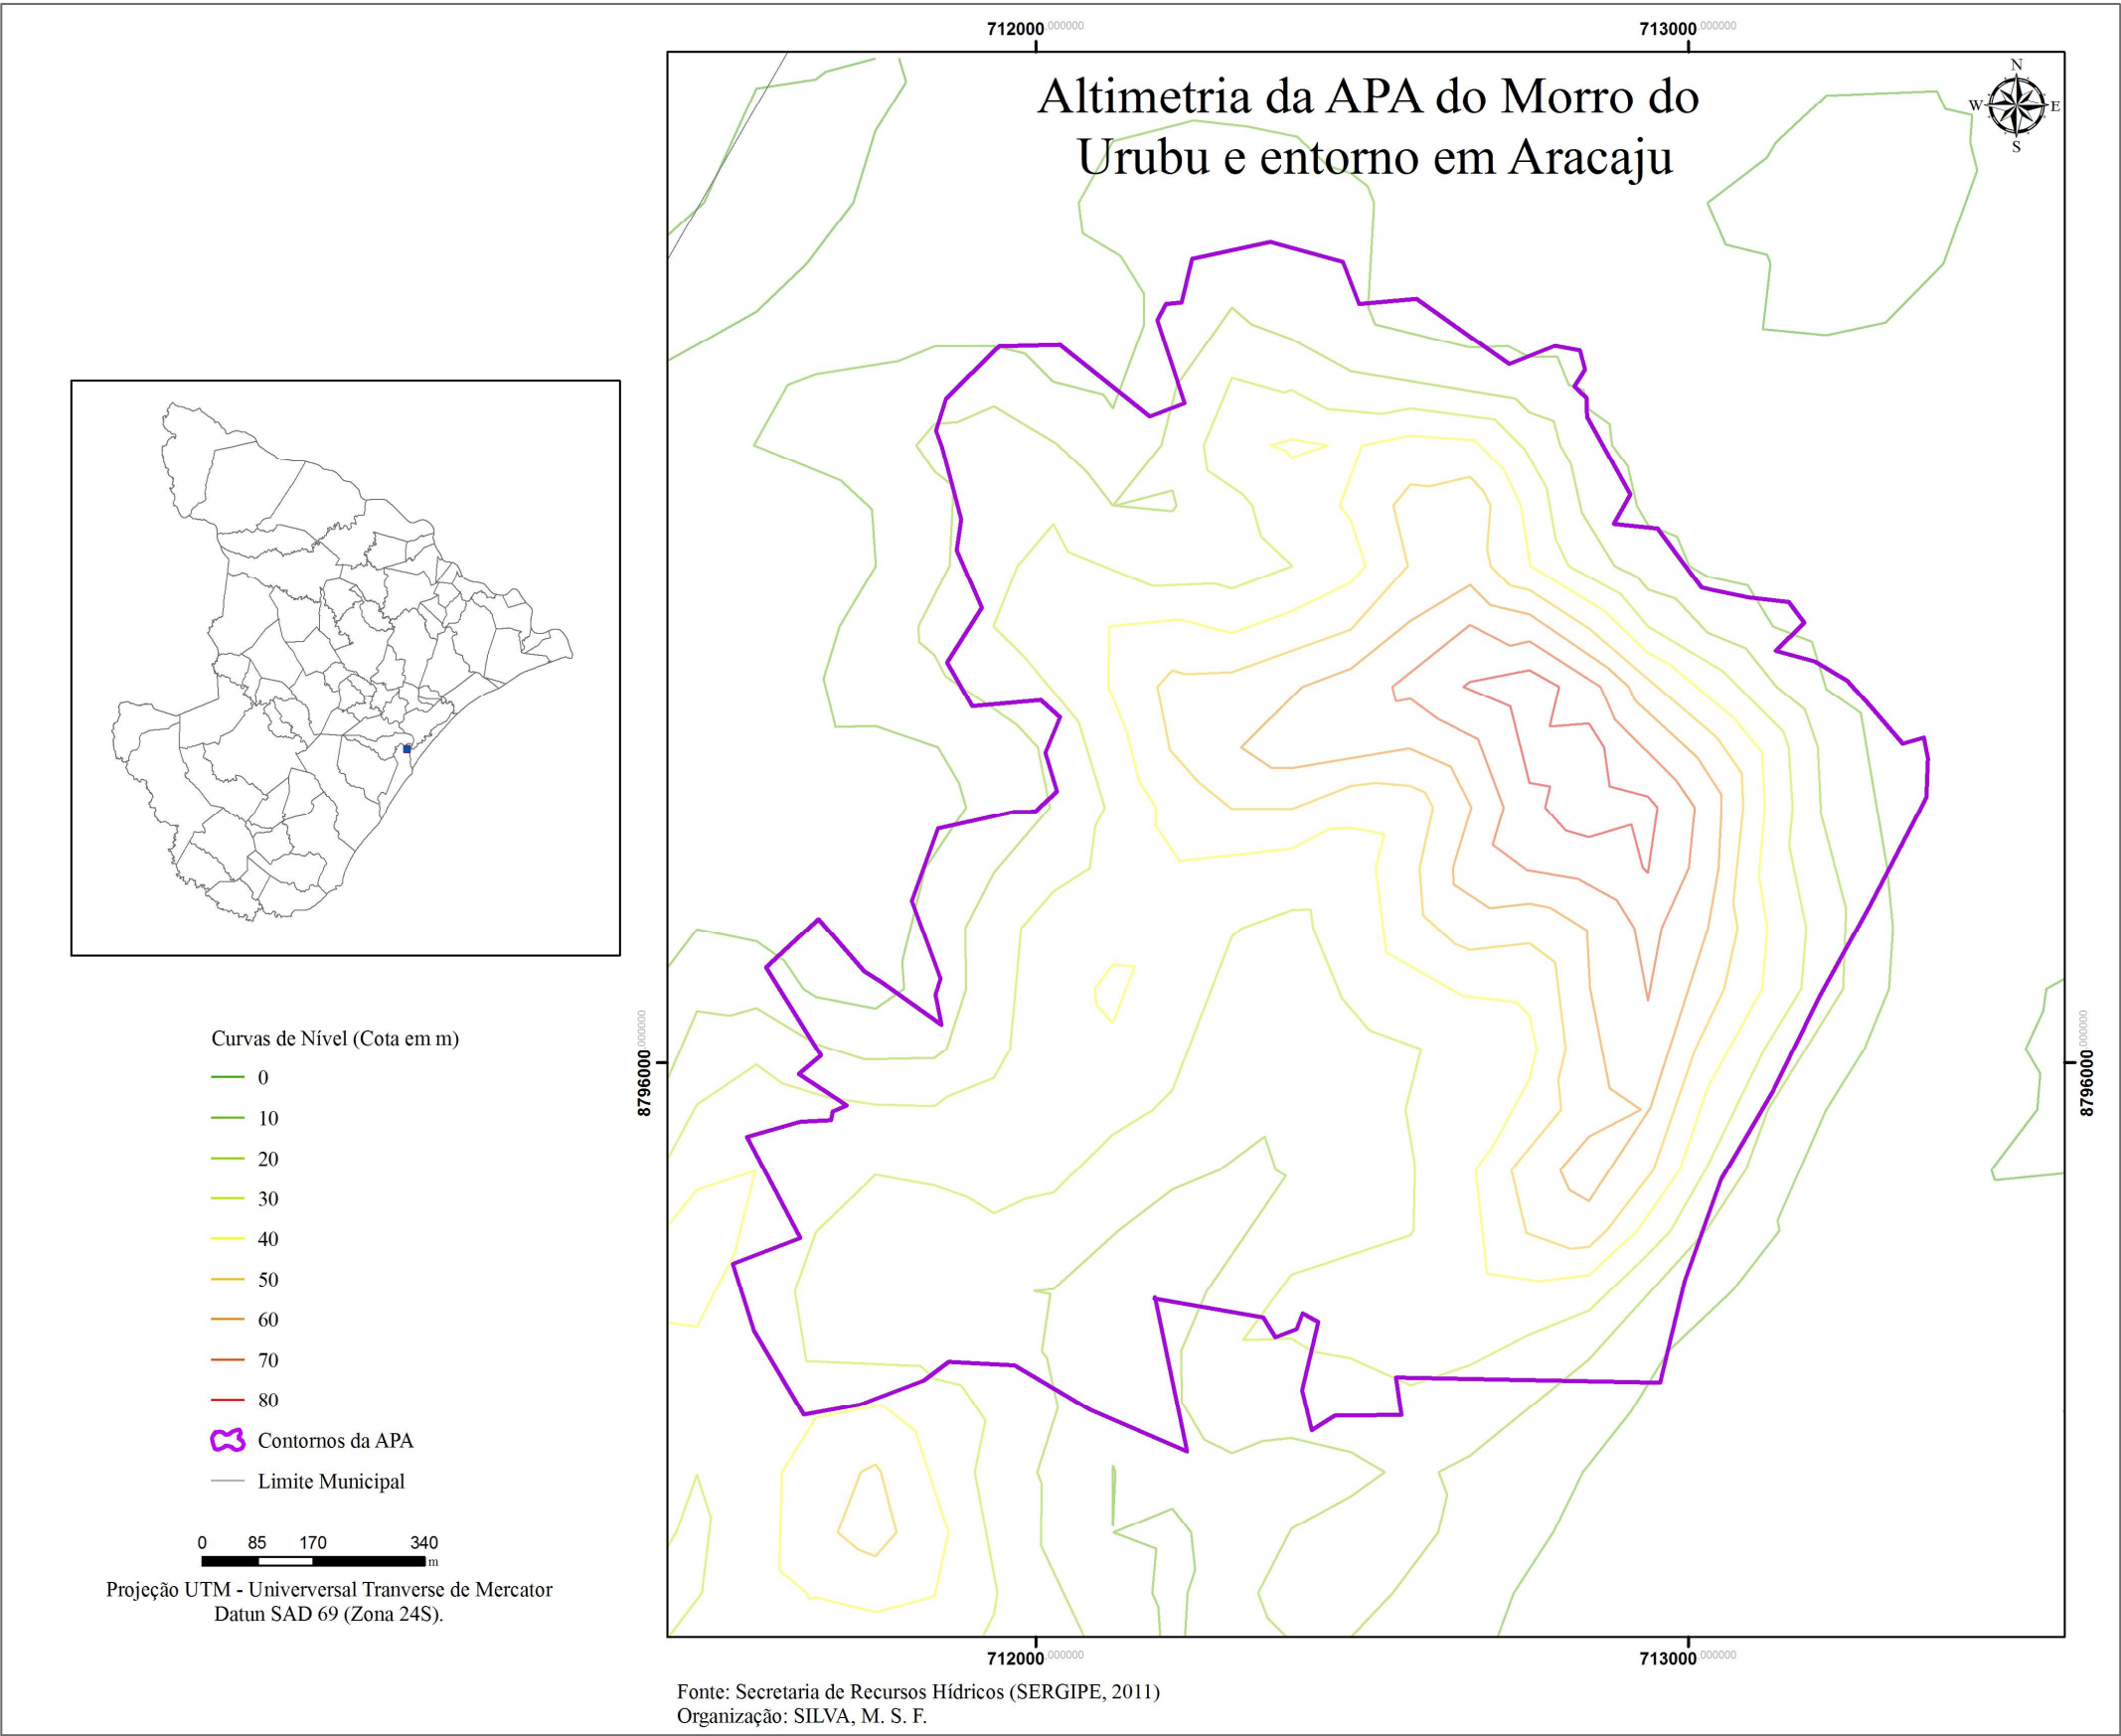 712000.000000
713000.000000
Altimetria da APA do Morro do
Urubu e entorno em Aracaju
N
W E
S
Curvas de Nível (Cota em m)
0
10
20
30
40
50
60
70
80
Contornos da APA
Limite Municipal
0 85 170 340
m
Projeção UTM - Univerversal Tranverse de Mercator
Datun SAD 69 (Zona 24S).
8796000.000000
8796000.000000
712000.000000
713000.000000
Fonte: Secretaria de Recursos Hídricos (SERGIPE, 2011)
Organização: SILVA, M. S. F.